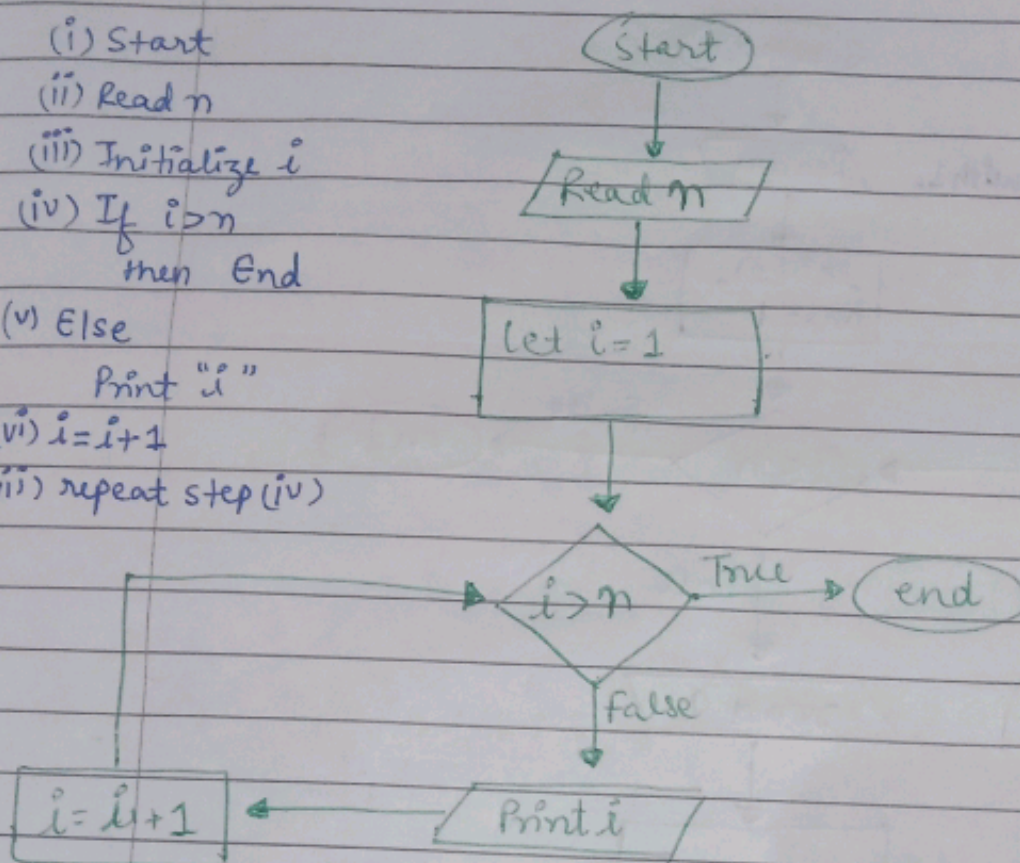 (i) Start
(ii) Read n
(iii) Initialize i
(iv) If i>n
then End
(v) Else
Print "i"
vi) i=i+1
ii) repeat step (iv)
start
Read n
let i=1
i>n
True
end
false
Print i
i=i+1